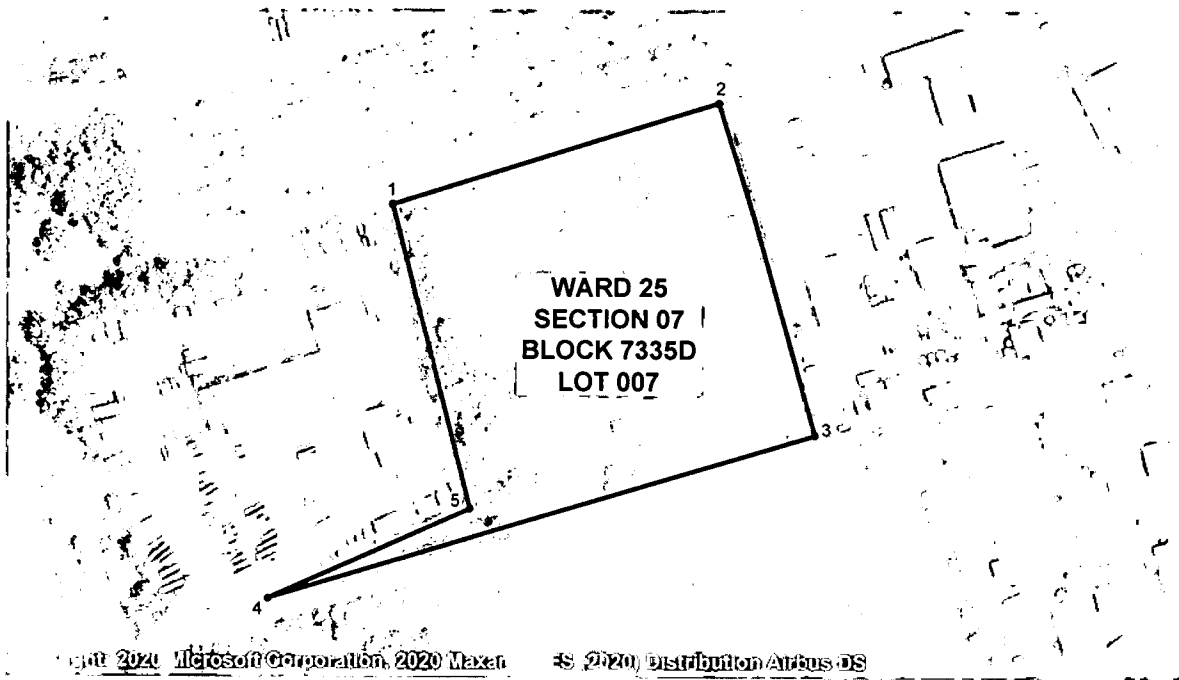 2
1
WARD 25
SECTION 07
BLOCK 7335D
LOT 007
3
5
4
2020 Microsoft Corporation, 2020 Maxar 2020) Distribution Airbus DS